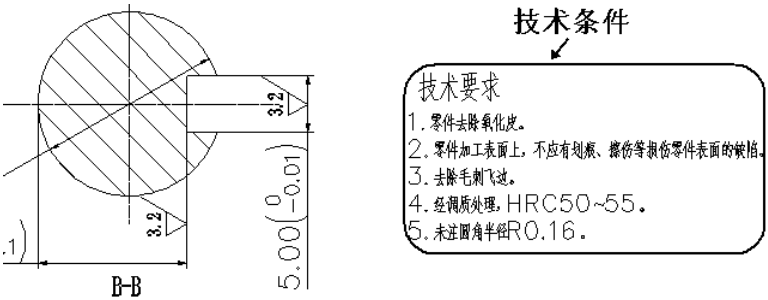 技术条件
技术要求
1.零件去除氧化皮。
2.零件加工表面上，不应有划痕、擦伤等损伤零件表面的缺陷。
3.去除毛刺飞边。
4.经调质处理，HRC50~55。
5.未注圆角半径R0.16。
3.2
3.2
5.00(0 -0.01)
.1)
B-B